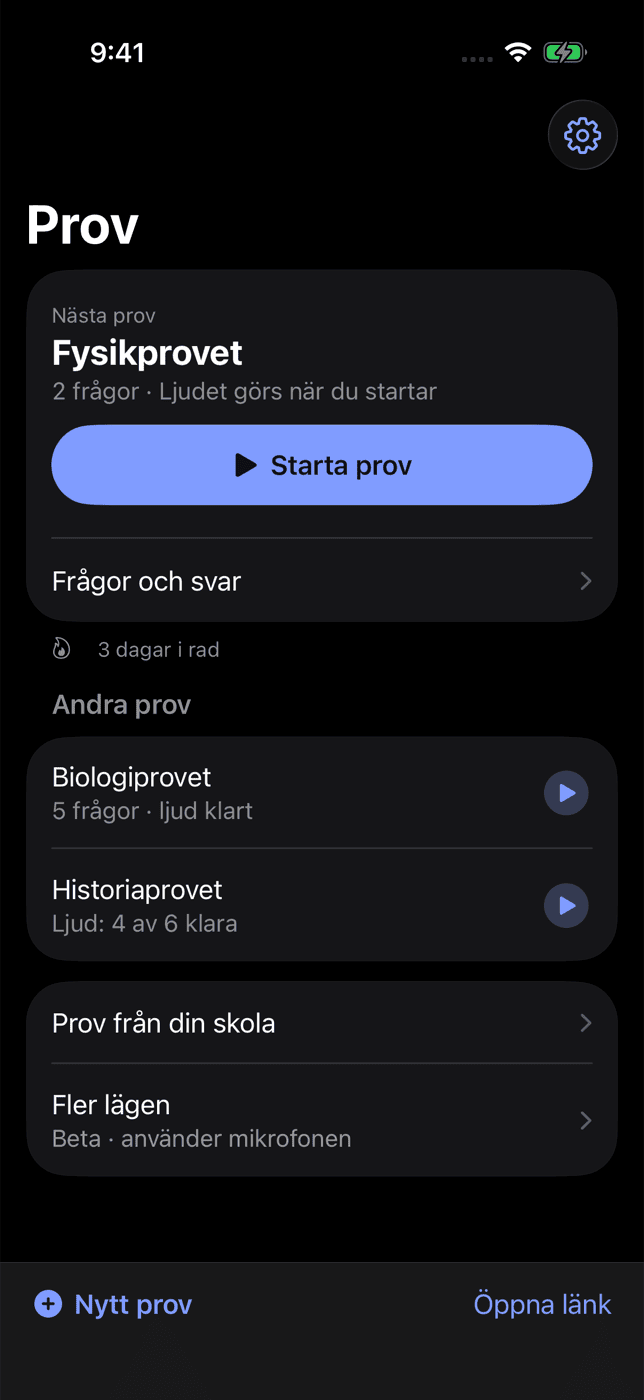 9:41
Prov
Nästa prov
Fysikprovet
2 frågor · Ljudet görs när du startar
Starta prov
Frågor och svar
3 dagar i rad
Andra prov
Biologiprovet
5 frågor · ljud klart
Historiaprovet
Ljud: 4 av 6 klara
Prov från din skola
Fler lägen
Beta · använder mikrofonen
Nytt prov
Öppna länk